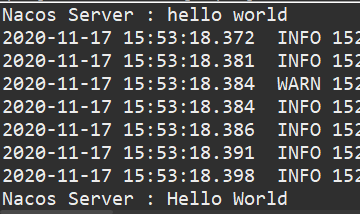 Nacos Server : hello world
2020-11-17 15:53:18.372  INFO 152
2020-11-17 15:53:18.381  INFO 152
2020-11-17 15:53:18.384  WARN 152
2020-11-17 15:53:18.384  INFO 152
2020-11-17 15:53:18.386  INFO 152
2020-11-17 15:53:18.391  INFO 152
2020-11-17 15:53:18.398  INFO 152
Nacos Server : Hello World